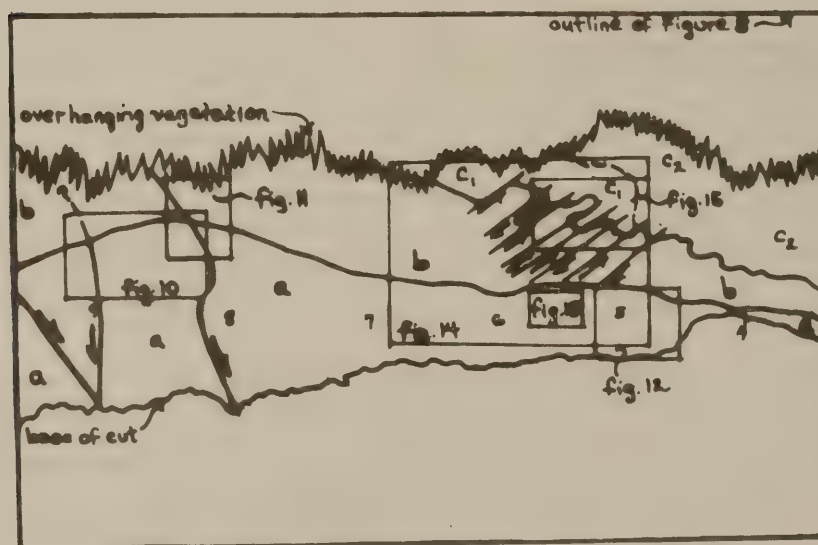 outline of Figure
overhanging vegetation
c₁
c₂
c₁
fig. 11
fig. 15
b
a
c₂
b
a
fig. 10
b
a
8
7
fig. 14
6
5
4
a
fig. 12
base of cut